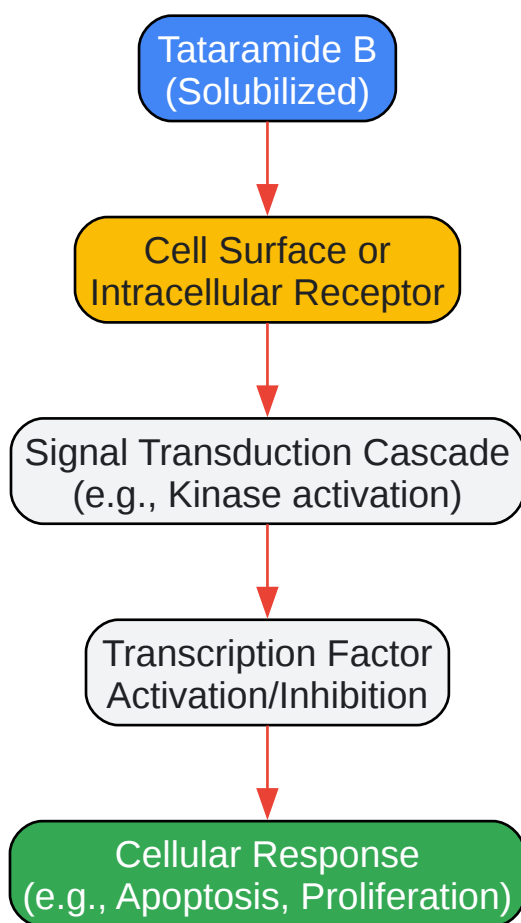 Tataramide B
(Solubilized)
Cell Surface or
Intracellular Receptor
Signal Transduction Cascade
(e.g., Kinase activation)
Transcription Factor
Activation/Inhibition
Cellular Response
(e.g., Apoptosis, Proliferation)